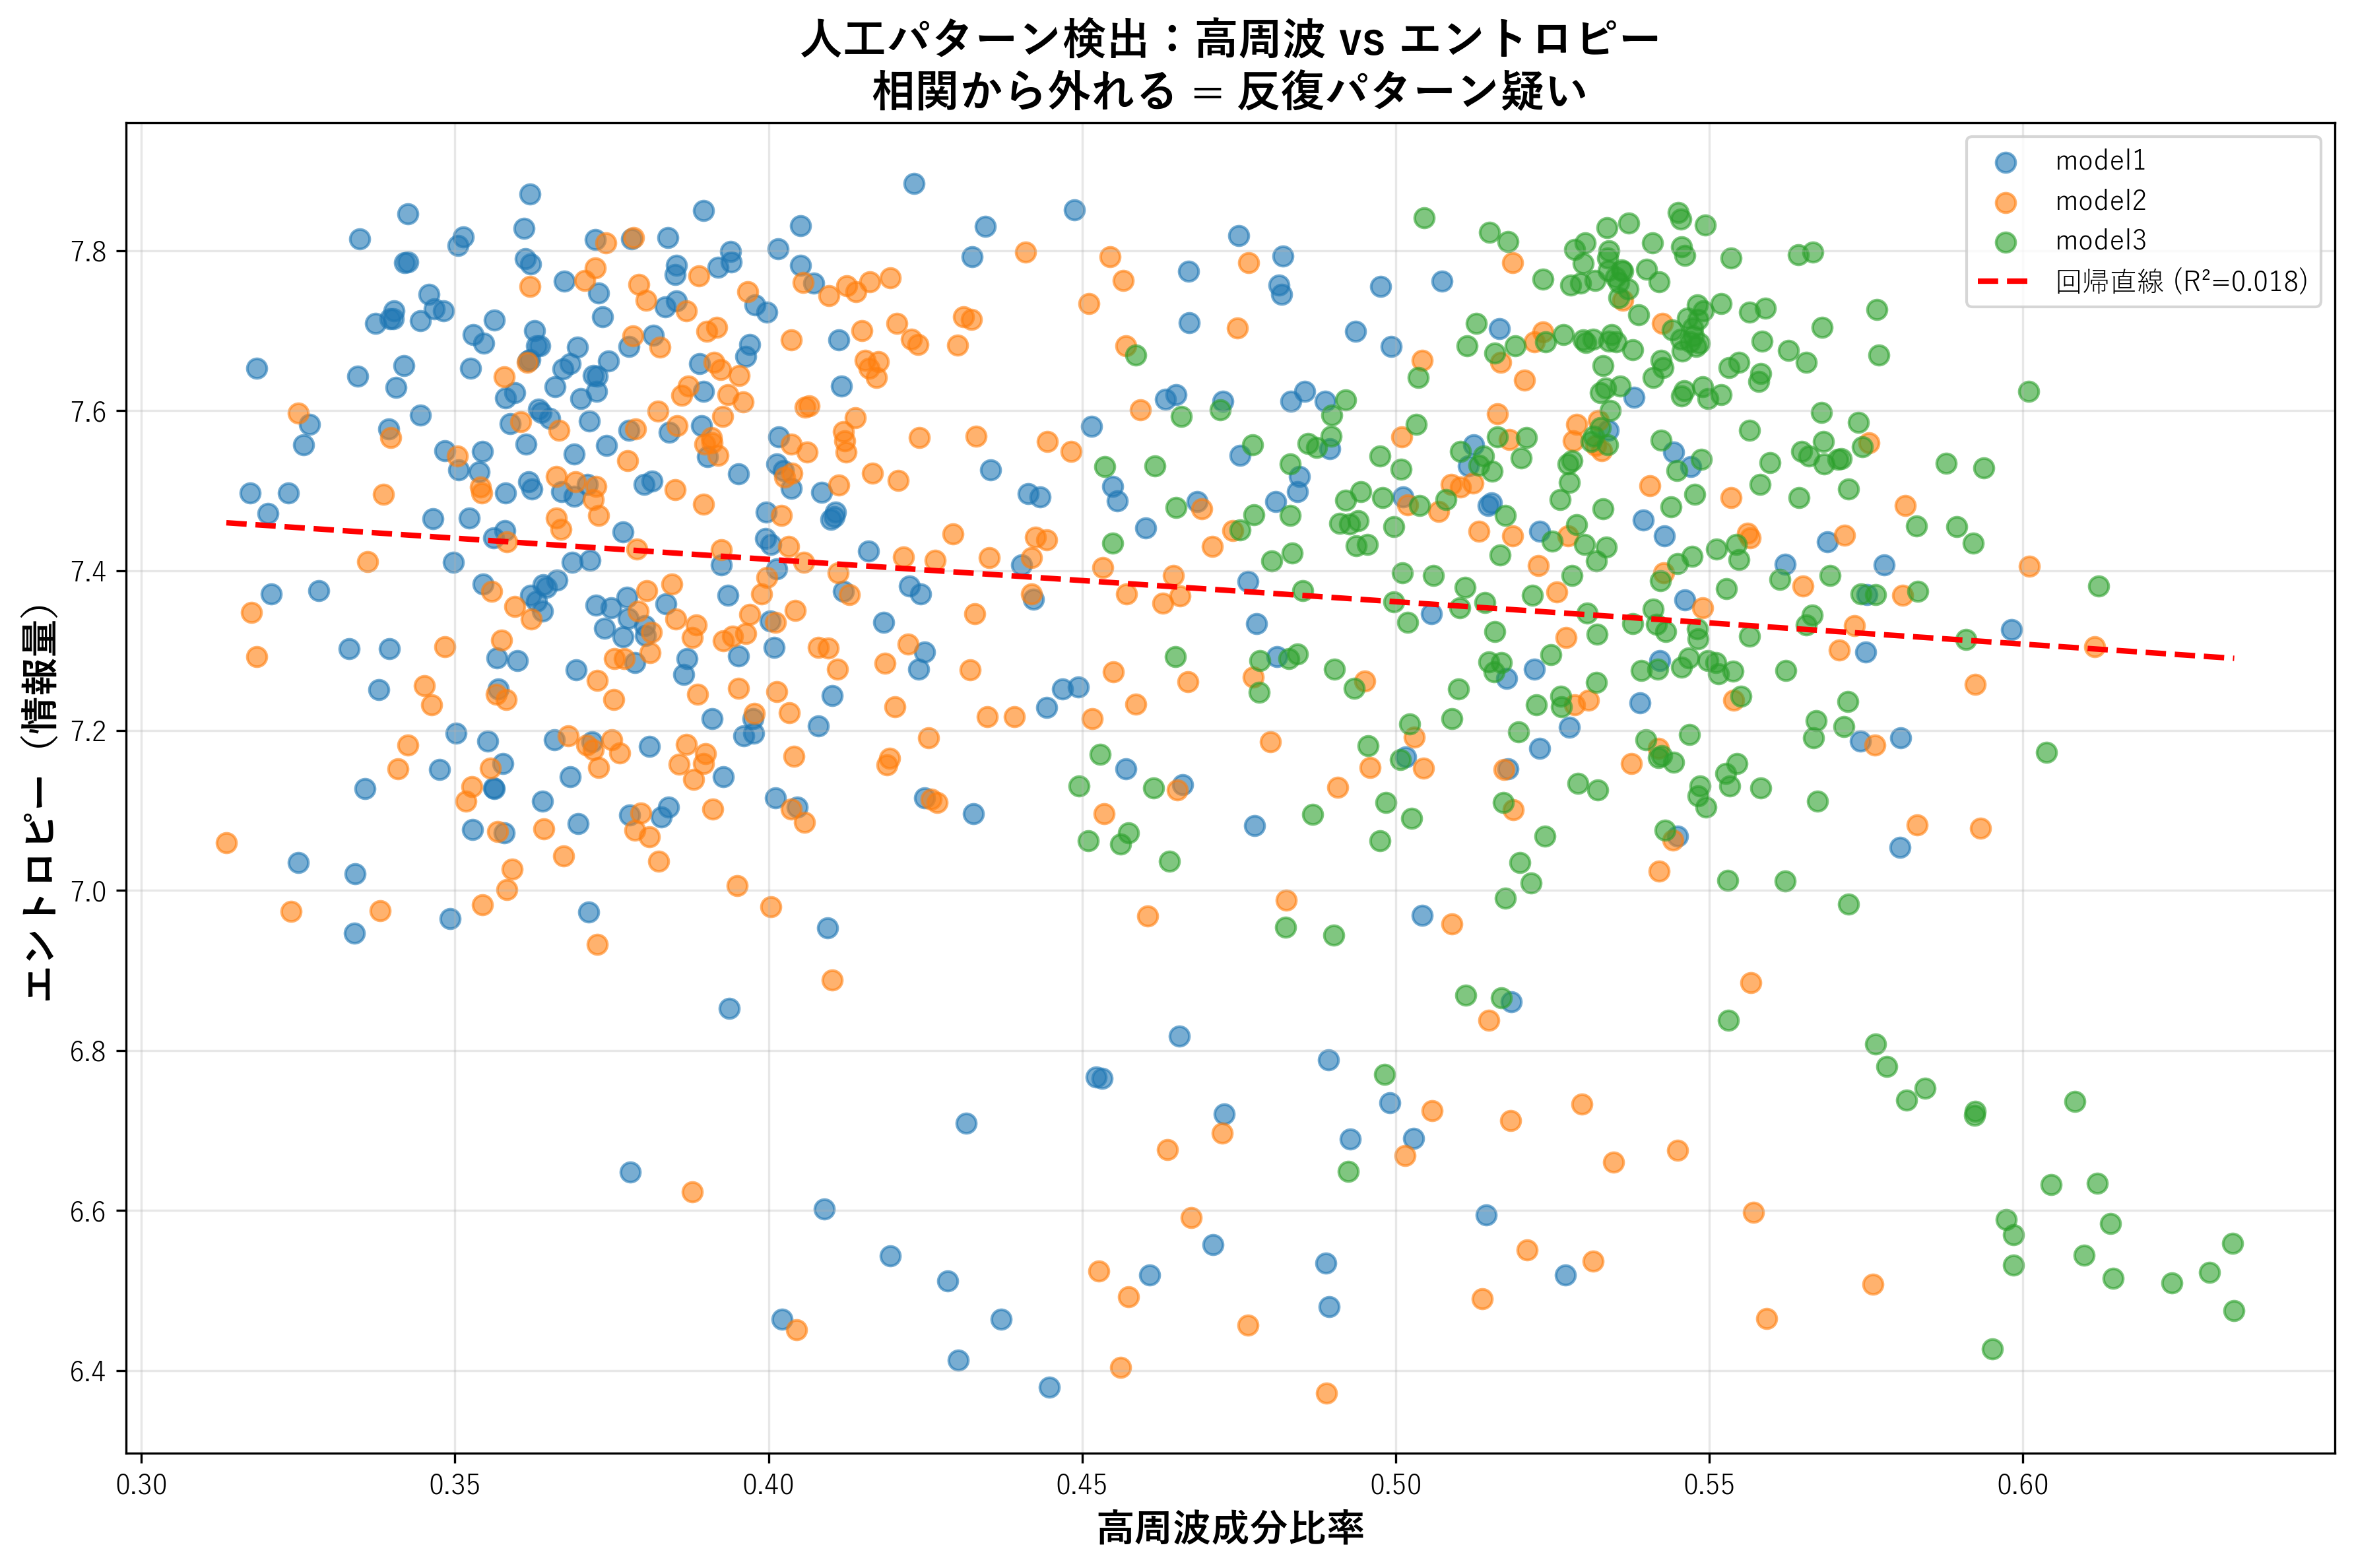 人工パターン検出：高周波 vs エントロピー
相関から外れる = 反復パターン疑い
model1
model2
model3
回帰直線 (R²=0.018)
エントロピー（情報量）
7.8
7.6
7.4
7.2
7.0
6.8
6.6
6.4
0.30 0.35 0.40 0.45 0.50 0.55 0.60
高周波成分比率